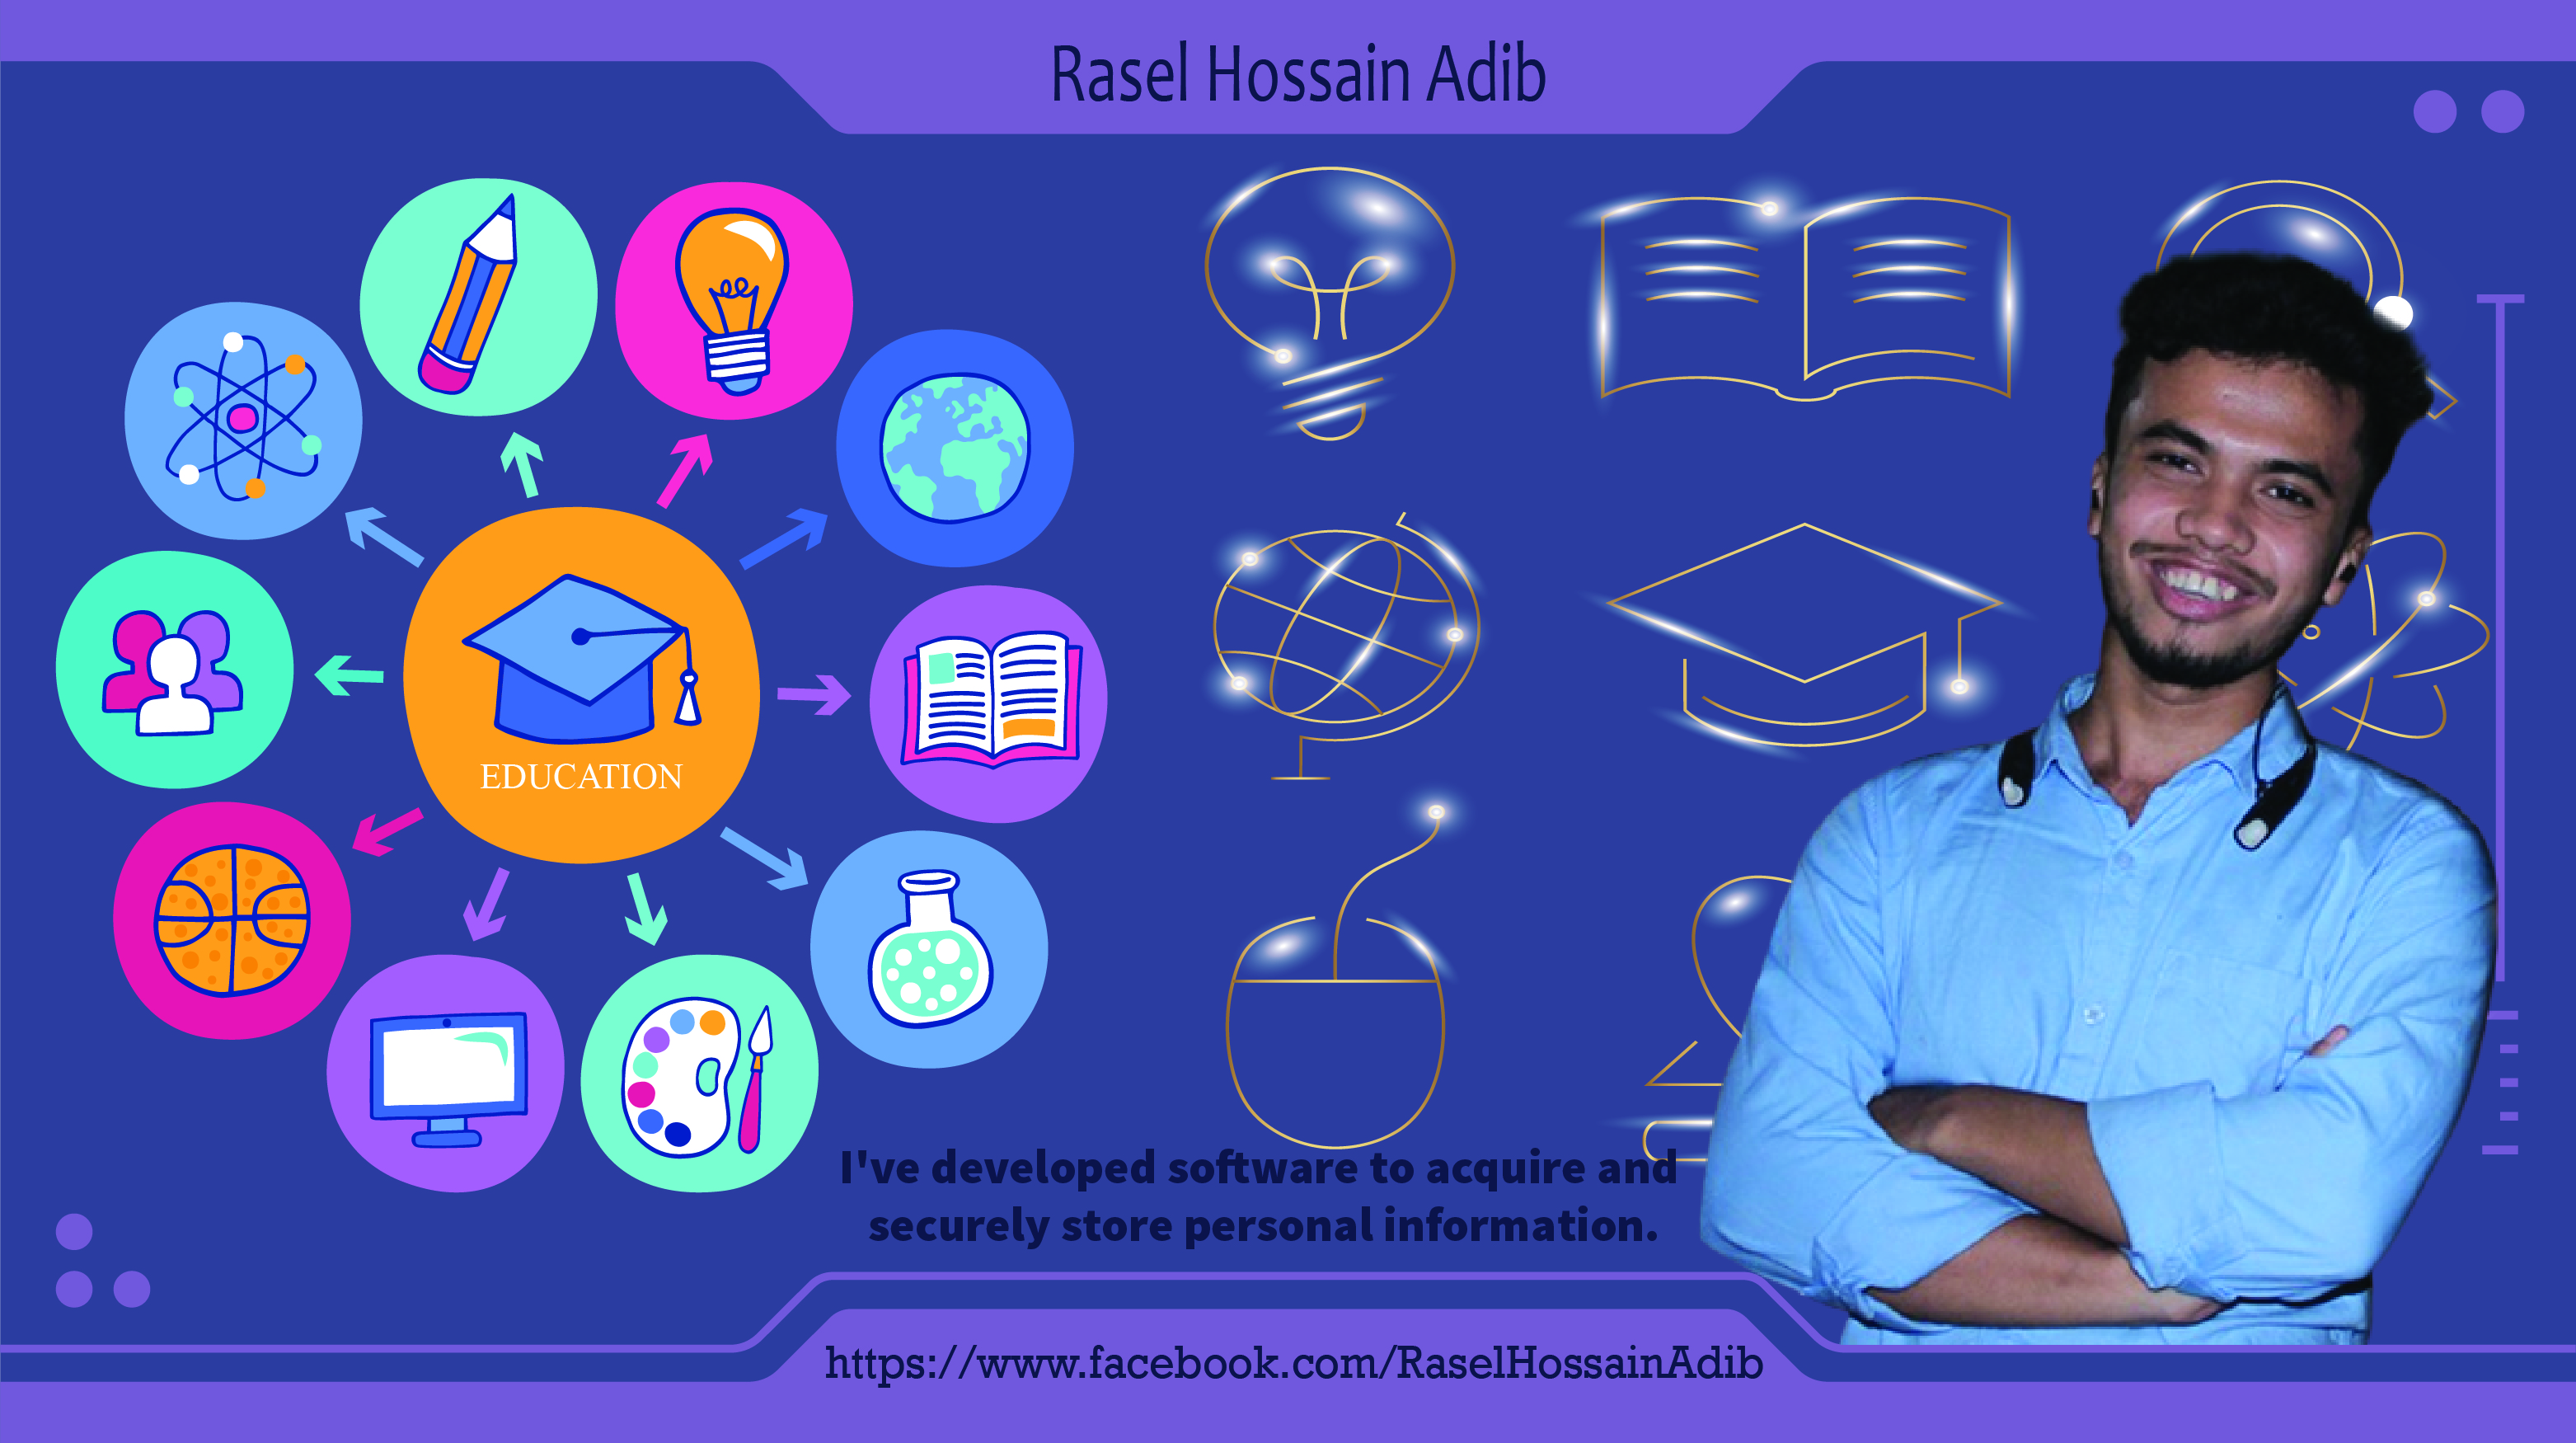 Rasel Hossain Adib
EDUCATION
I've developed software to acquire and
securely store personal information.
https://www.facebook.com/RaselHossainAdib